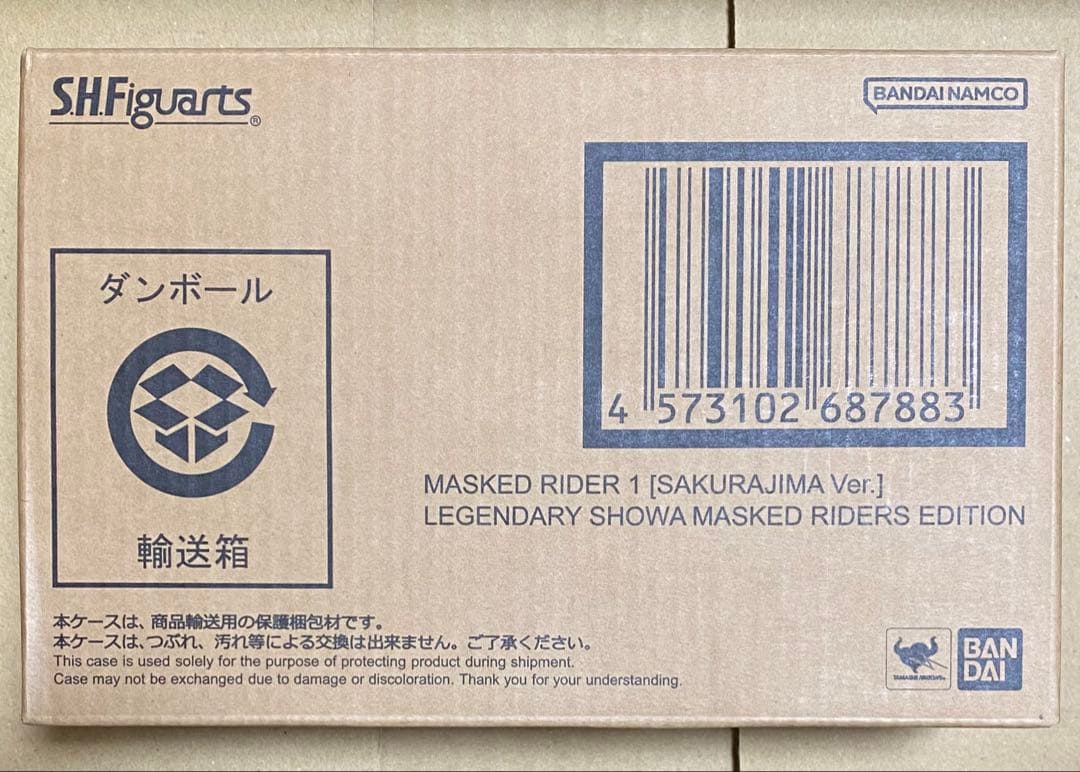 S.H.Figuarts®
BANDAI NAMCO
4 573102 687883
ダンボール
輸送箱
MASKED RIDER 1 [SAKURAJIMA Ver.]
LEGENDARY SHOWA MASKED RIDERS EDITION
本ケースは、商品輸送用の保護梱包材です。
本ケースは、つぶれ、汚れ等による交換は出来ません。ご了承ください。
This case is used solely for the purpose of protecting product during shipment.
Case may not be exchanged due to damage or discoloration. Thank you for your understanding.
TAMASHII NATIONS
BAN
DAI